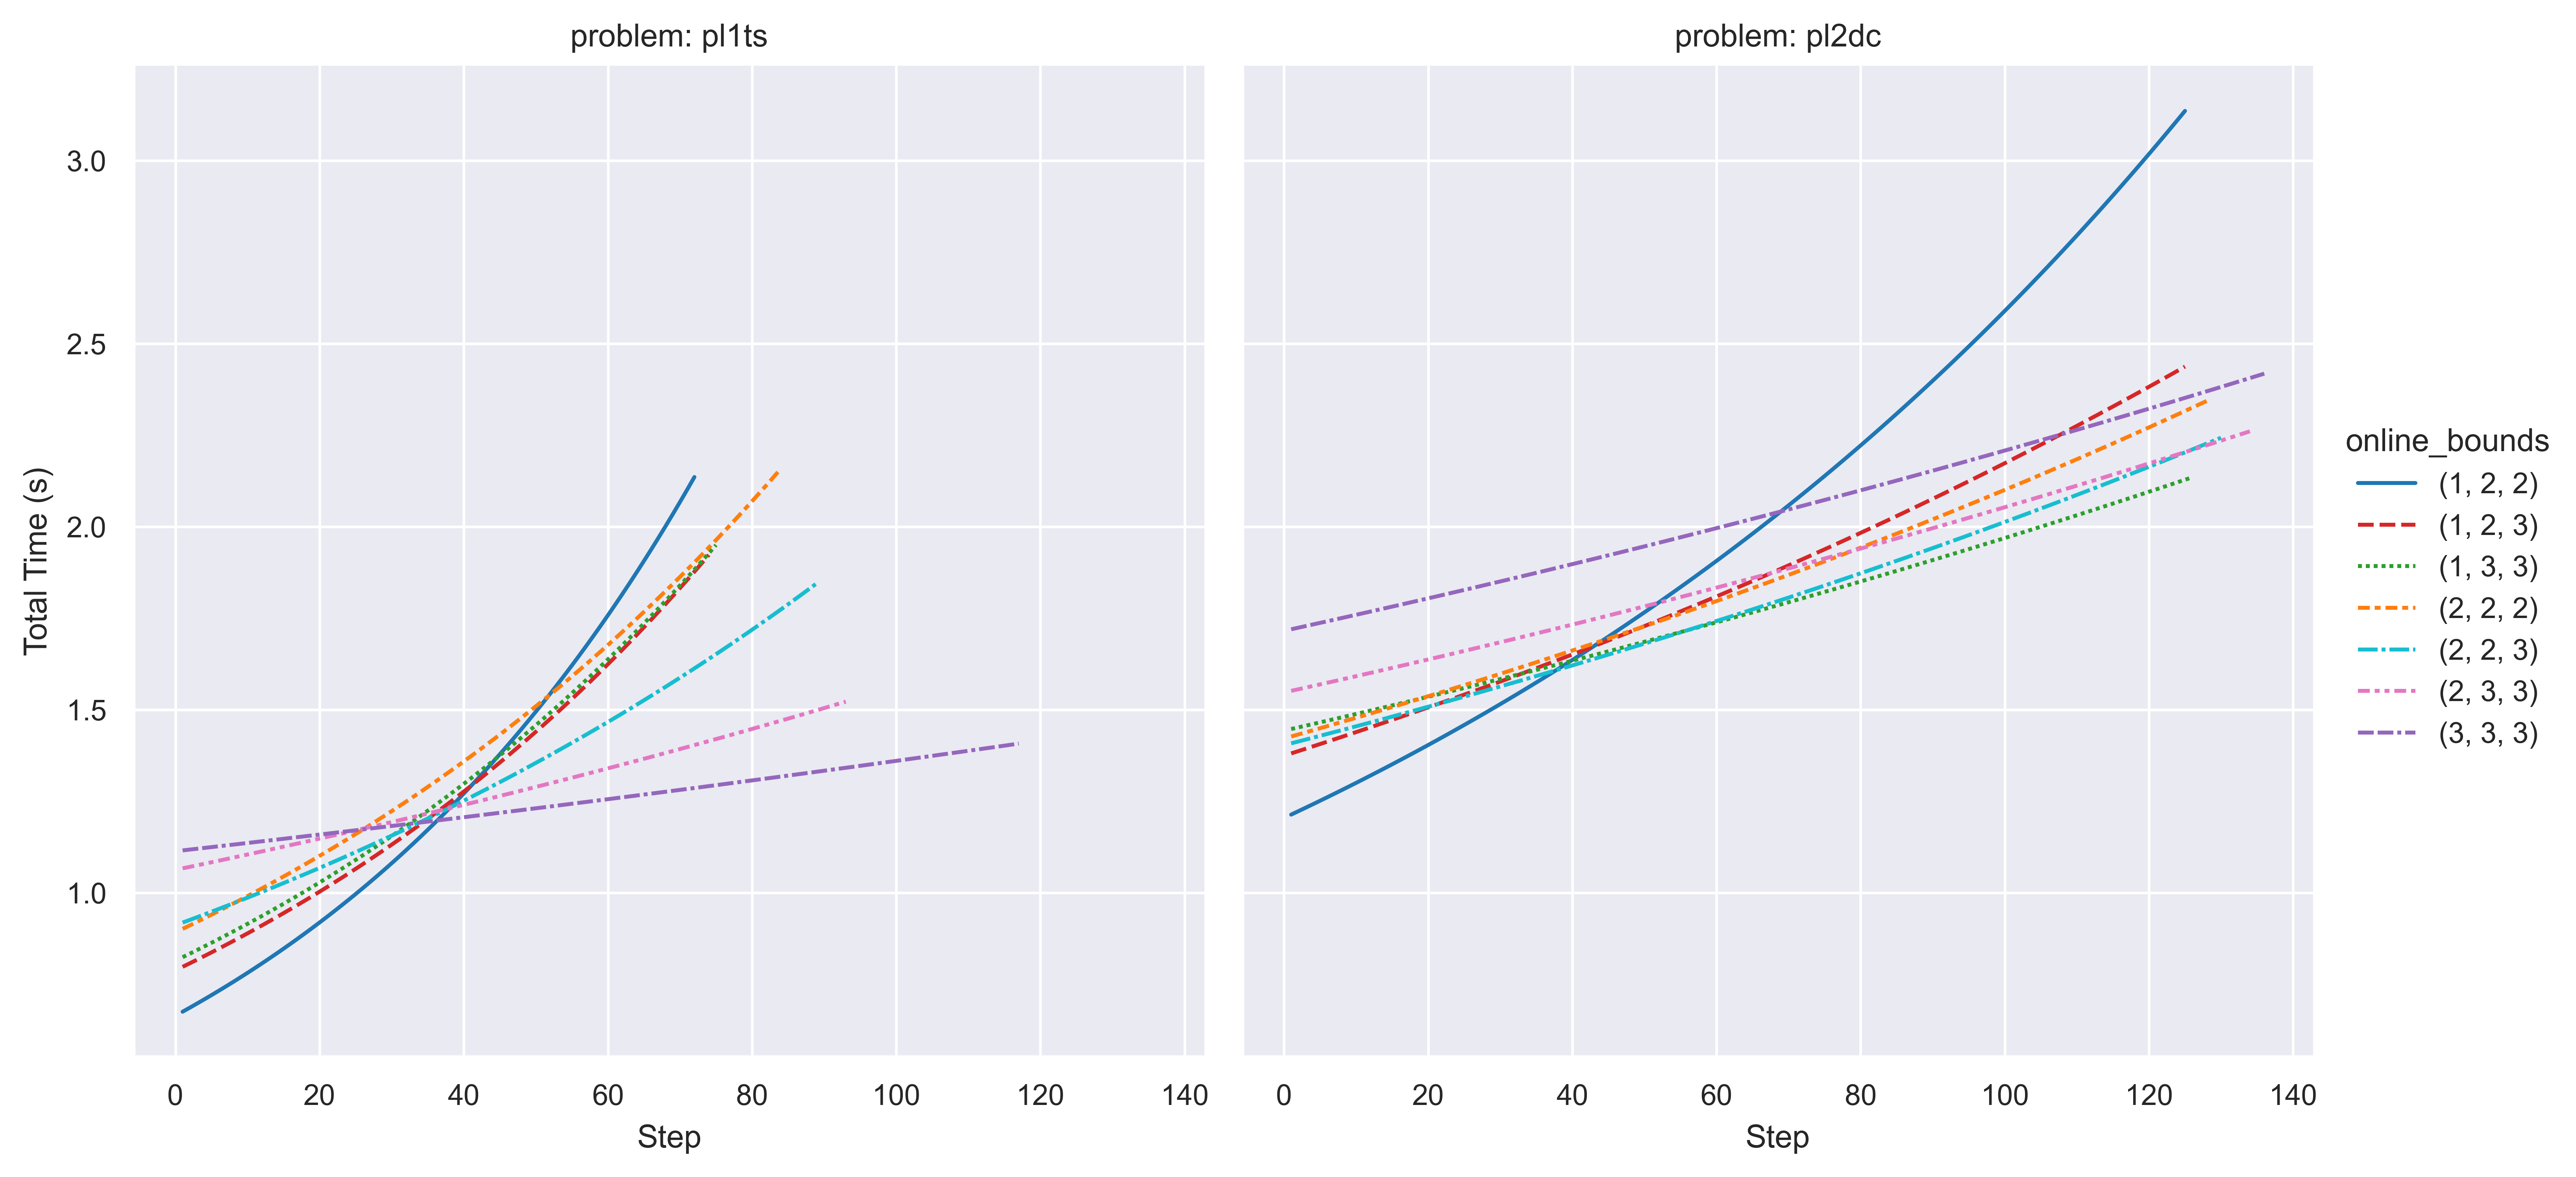 problem: pl1ts
problem: pl2dc
Total Time (s)
3.0
2.5
2.0
1.5
1.0
0 20 40 60 80 100 120 140
0 20 40 60 80 100 120 140
Step
Step
online_bounds
(1, 2, 2)
(1, 2, 3)
(1, 3, 3)
(2, 2, 2)
(2, 2, 3)
(2, 3, 3)
(3, 3, 3)